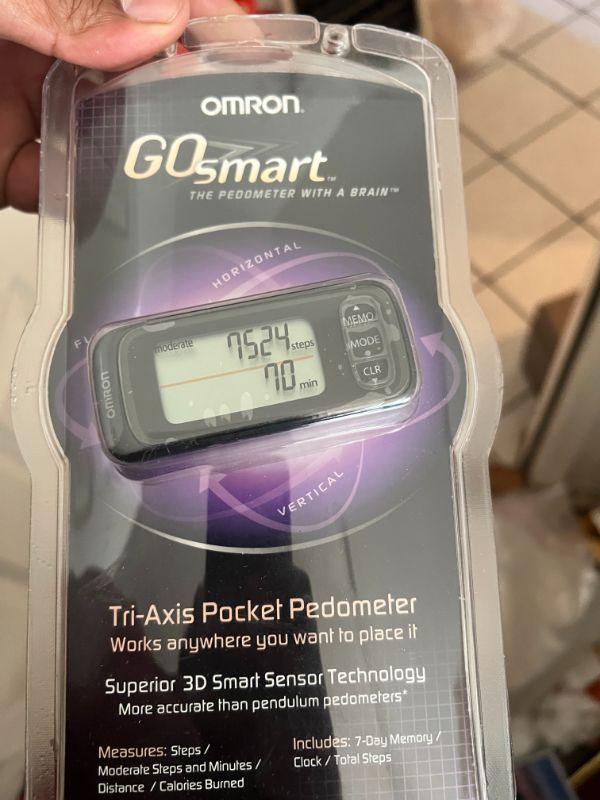 OMRON
GOsmart™
THE PEDOMETER WITH A BRAIN™
HORIZONTAL
OMRON
moderate
7524 steps
70 min
MEMO
MODE
CLR
VERTICAL
Tri-Axis Pocket Pedometer
Works anywhere you want to place it
Superior 3D Smart Sensor Technology
More accurate than pendulum pedometers*
Measures: Steps /
Moderate Steps and Minutes /
Distance / Calories Burned
Includes: 7-Day Memory /
Clock / Total Steps